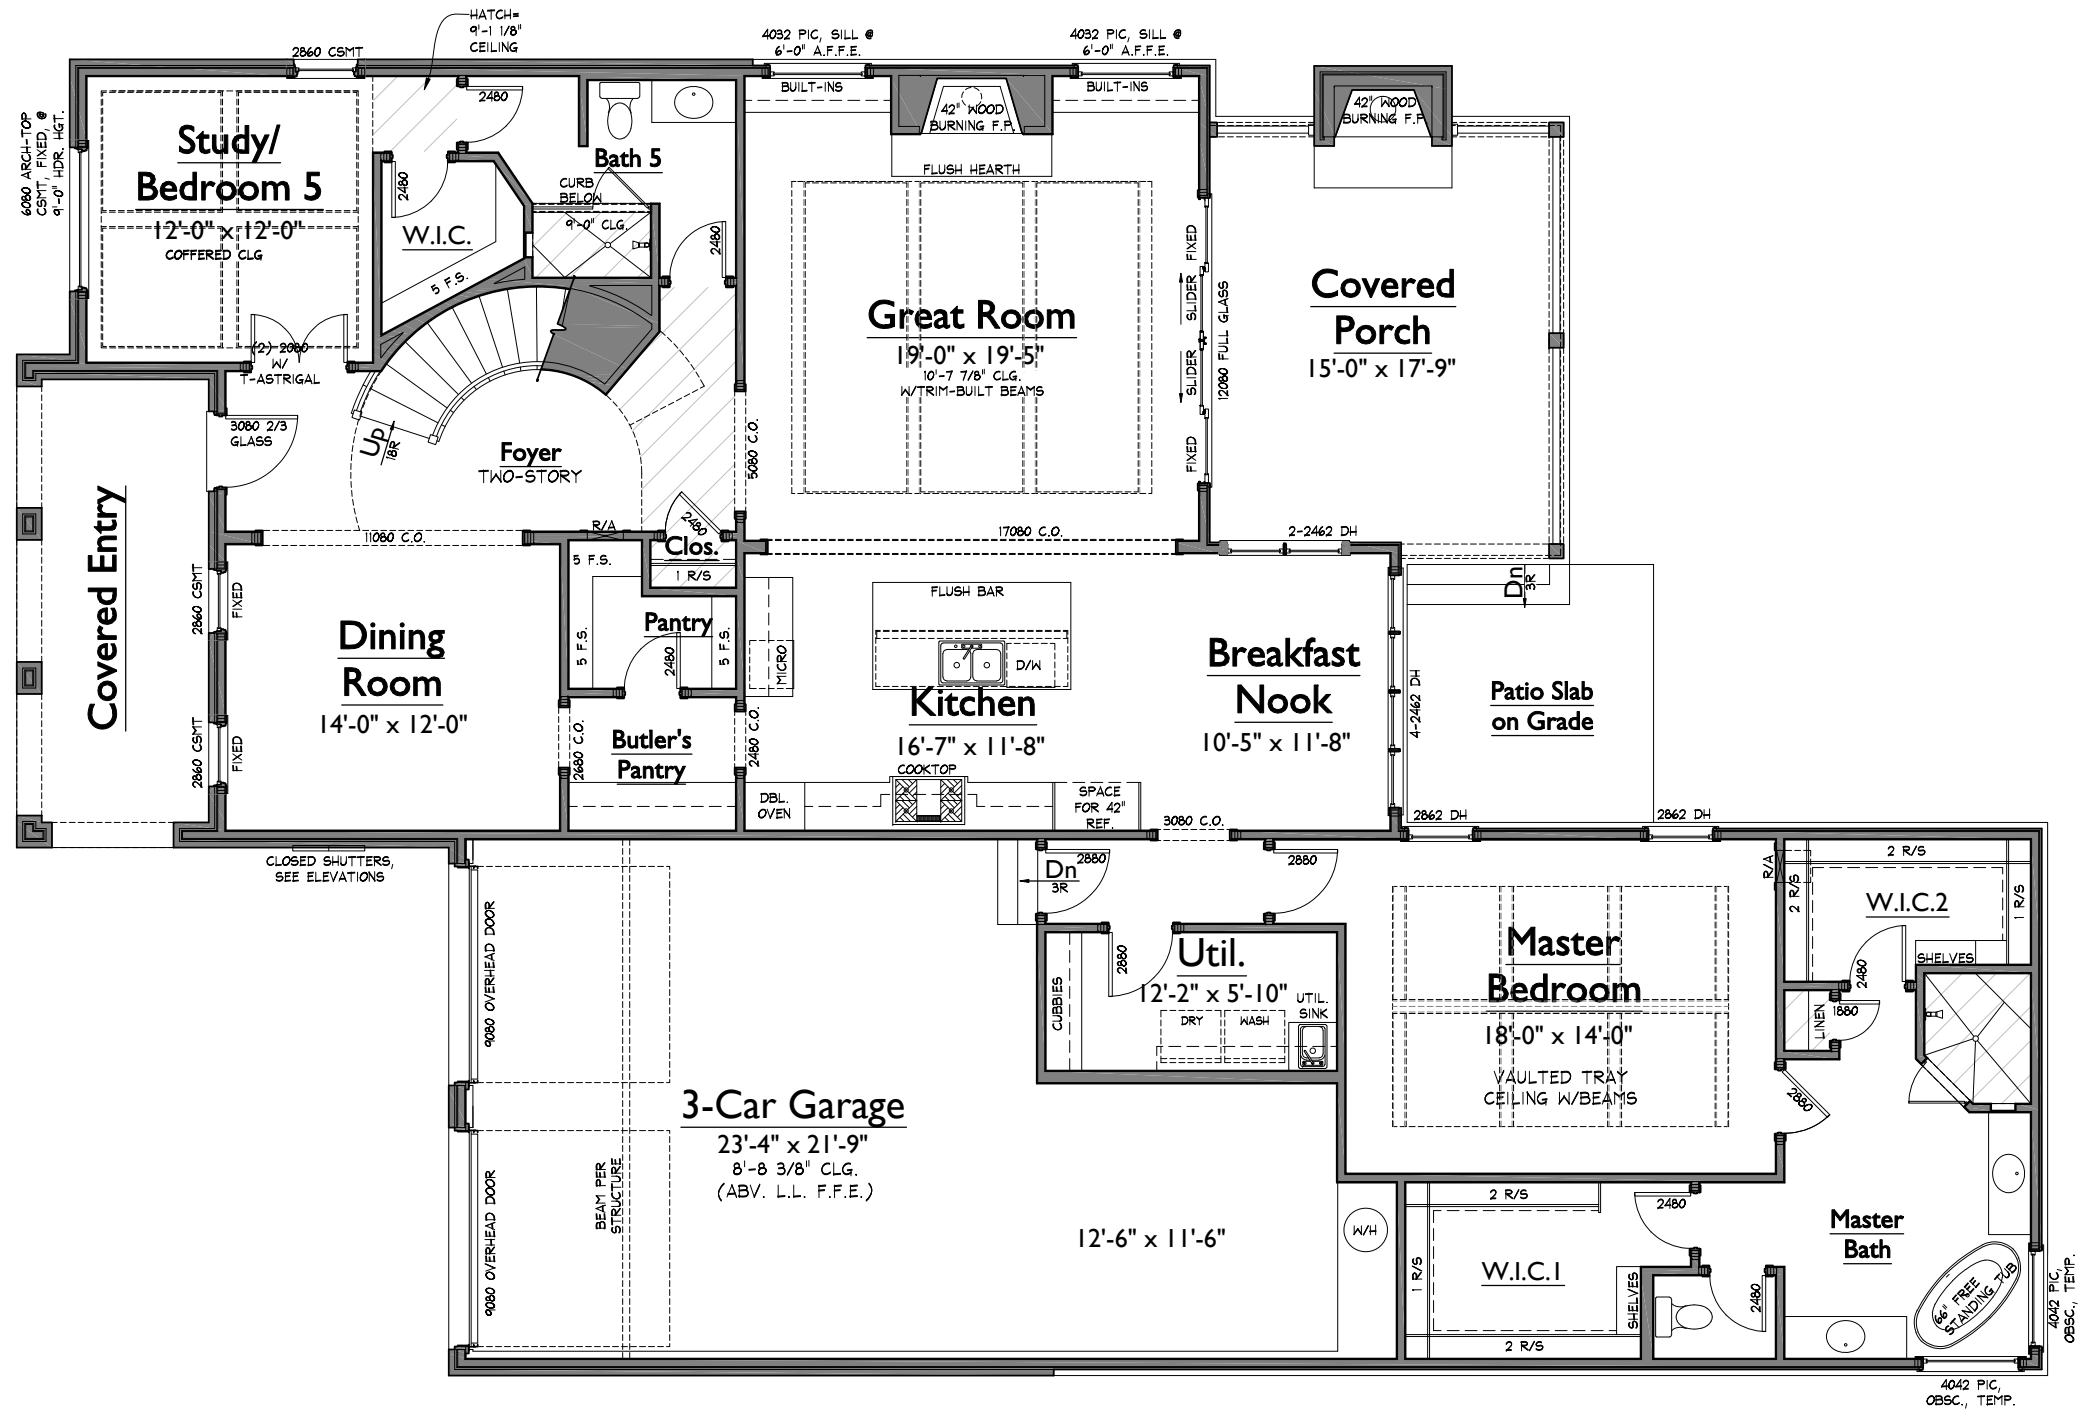 HATCH=
9'-1 1/8"
CEILING
2860 CSMT
4032 PIC, SILL @
6'-0" A.F.F.E.
4032 PIC, SILL @
6'-0" A.F.F.E.
6080 ARCH-TOP
CSMT, FIXED, @
9'-0" HDR. HGT.
Study/
Bedroom 5
12'-0" x 12'-0"
COFFERED CLG
(2) 2080
W/
T-ASTRIGAL
2480
2480
W.I.C.
5 F.S.
Bath 5
CURB
BELOW
9'-0" CLG.
2480
BUILT-INS
42" WOOD
BURNING F.P.
FLUSH HEARTH
BUILT-INS
Great Room
19'-0" x 19'-5"
10'-7 7/8" CLG.
W/TRIM-BUILT BEAMS
FIXED
SLIDER
SLIDER
FIXED
12080 FULL GLASS
42" WOOD
BURNING F.P.
Covered
Porch
15'-0" x 17'-9"
3080 2/3
GLASS
Up
18R
Foyer
TWO-STORY
5080 C.O.
Covered Entry
11080 C.O.
R/A
2480
Clos.
1 R/S
17080 C.O.
2-2462 DH
Dn
3R
2860 CSMT
FIXED
2860 CSMT
FIXED
Dining
Room
14'-0" x 12'-0"
5 F.S.
5 F.S.
Pantry
5 F.S.
2480
MICRO
FLUSH BAR
D/W
Kitchen
16'-7" x 11'-8"
COOKTOP
Breakfast
Nook
10'-5" x 11'-8"
4-2462 DH
Patio Slab
on Grade
2680 C.O.
Butler's
Pantry
2480 C.O.
DBL.
OVEN
SPACE
FOR 42"
REF.
3080 C.O.
2862 DH
2862 DH
CLOSED SHUTTERS,
SEE ELEVATIONS
Dn
3R
2880
2880
R/A
2 R/S
2 R/S
W.I.C.2
1 R/S
SHELVES
2480
9080 OVERHEAD DOOR
2880
Util.
12'-2" x 5'-10"
CUBBIES
DRY
WASH
UTIL.
SINK
Master
Bedroom
18'-0" x 14'-0"
VAULTED TRAY
CEILING W/BEAMS
LINEN
1880
2880
3-Car Garage
23'-4" x 21'-9"
8'-8 3/8" CLG.
(ABV. L.L. F.F.E.)
BEAM PER
STRUCTURE
9080 OVERHEAD DOOR
12'-6" x 11'-6"
W/H
2 R/S
1 R/S
W.I.C.1
2480
SHELVES
2 R/S
2480
Master
Bath
66" FREE
STANDING TUB
4042 PIC,
OBSC., TEMP.
4042 PIC,
OBSC., TEMP.